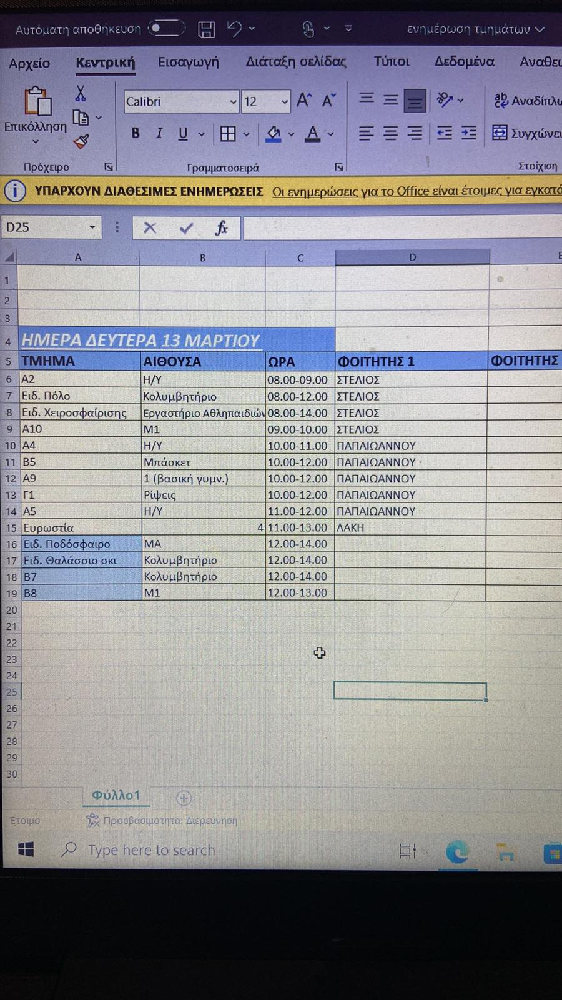 Αυτόματη αποθήκευση
ενημέρωση τμημάτων
Αρχείο Κεντρική Εισαγωγή Διάταξη σελίδας Τύποι Δεδομένα Αναθε
Επικόλληση
Calibri 12
B I U A
ab Αναδίπλω
Συγχώνευ
Πρόχειρο Γραμματοσειρά Στοίχιση
ΥΠΑΡΧΟΥΝ ΔΙΑΘΕΣΙΜΕΣ ΕΝΗΜΕΡΩΣΕΙΣ Οι ενημερώσεις για το Office είναι έτοιμες για εγκατά
D25 fx
A B C D E
1
2
3
4 ΗΜΕΡΑ ΔΕΥΤΕΡΑ 13 ΜΑΡΤΙΟΥ
5 ΤΜΗΜΑ ΑΙΘΟΥΣΑ ΩΡΑ ΦΟΙΤΗΤΗΣ 1 ΦΟΙΤΗΤΗΣ
6 Α2 Η/Υ 08.00-09.00 ΣΤΕΛΙΟΣ
7 Ειδ. Πόλο Κολυμβητήριο 08.00-12.00 ΣΤΕΛΙΟΣ
8 Ειδ. Χειροσφαίρισης Εργαστήριο Αθληπαιδιών 08.00-14.00 ΣΤΕΛΙΟΣ
9 Α10 Μ1 09.00-10.00 ΣΤΕΛΙΟΣ
10 Α4 Η/Υ 10.00-11.00 ΠΑΠΑΙΩΑΝΝΟΥ
11 Β5 Μπάσκετ 10.00-12.00 ΠΑΠΑΙΩΑΝΝΟΥ
12 Α9 1 (βασική γυμν.) 10.00-12.00 ΠΑΠΑΙΩΑΝΝΟΥ
13 Γ1 Ρίψεις 10.00-12.00 ΠΑΠΑΙΩΑΝΝΟΥ
14 Α5 Η/Υ 11.00-12.00 ΠΑΠΑΙΩΑΝΝΟΥ
15 Ευρωστία 4 11.00-13.00 ΛΑΚΗ
16 Ειδ. Ποδόσφαιρο ΜΑ 12.00-14.00
17 Ειδ. Θαλάσσιο σκι Κολυμβητήριο 12.00-14.00
18 Β7 Κολυμβητήριο 12.00-14.00
19 Β8 Μ1 12.00-13.00
20
21
22
23
24
25
26
27
28
29
30
Φύλλο1
Έτοιμο Προσβασιμότητα: Διερεύνηση
Type here to search